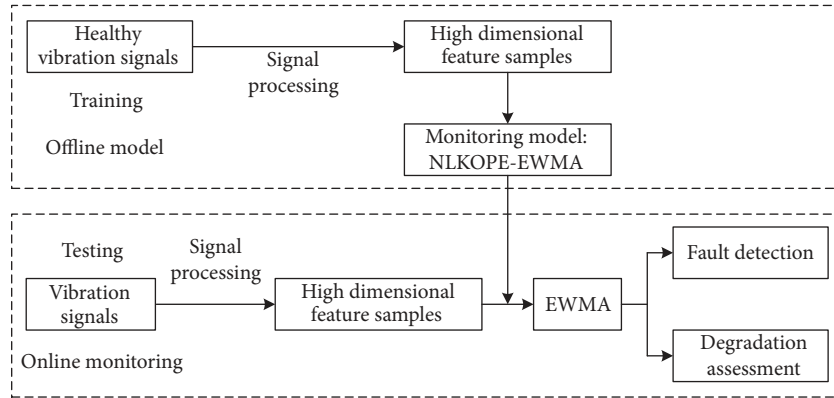 Healthy
vibration signals
Signal
processing
High dimensional
feature samples
Training
Offline model
Monitoring model:
NLKOPE-EWMA
Testing
Signal
processing
Vibration
signals
High dimensional
feature samples
EWMA
Fault detection
Degradation
assessment
Online monitoring